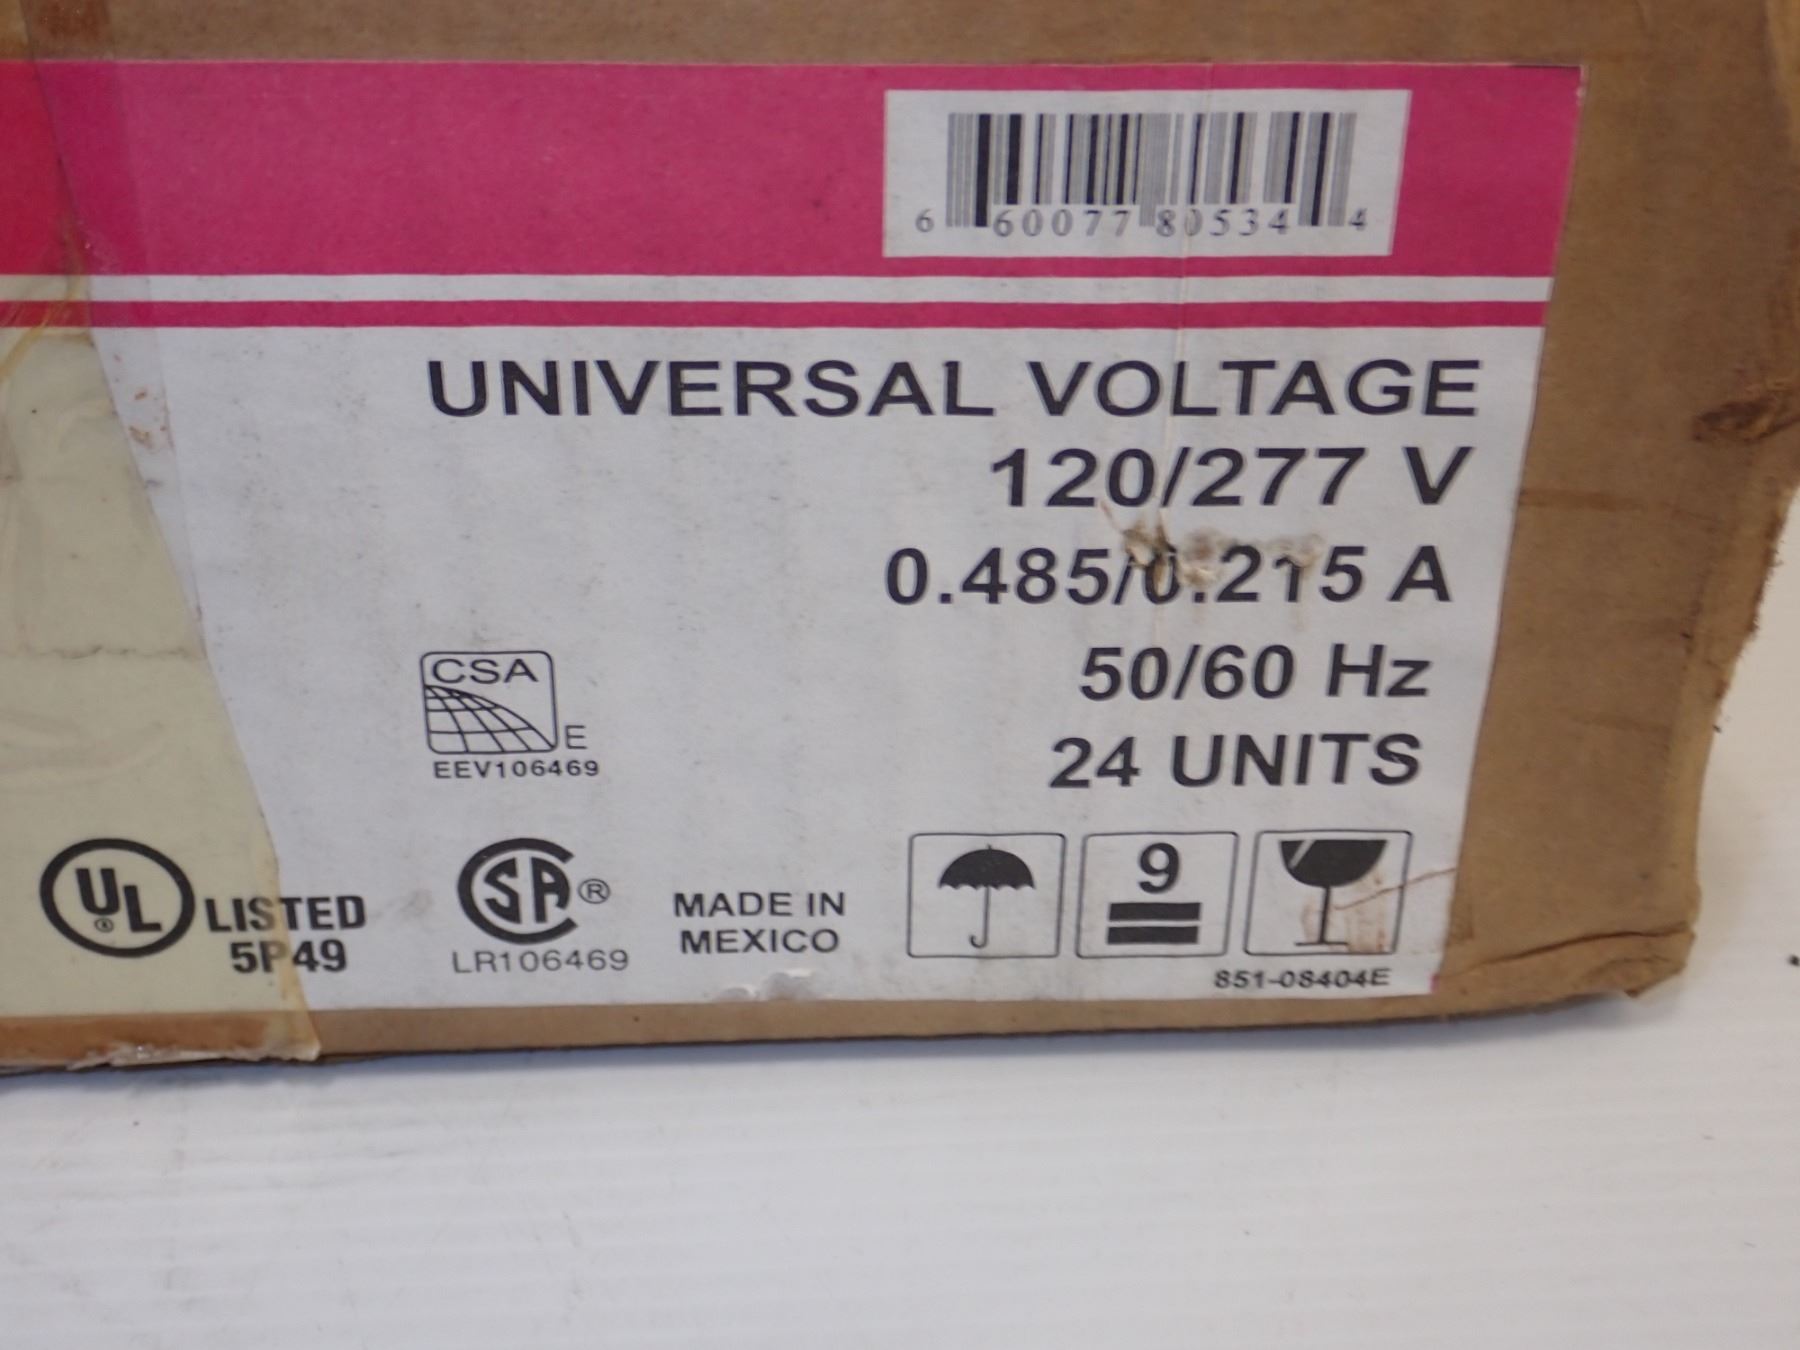 6 60077 80534 4
UNIVERSAL VOLTAGE
120/277 V
0.485/0.215 A
50/60 Hz
24 UNITS
CSA
E
EEV106469
UL ® LISTED
5P49
SA ®
LR106469
MADE IN
MEXICO
9
851-08404E